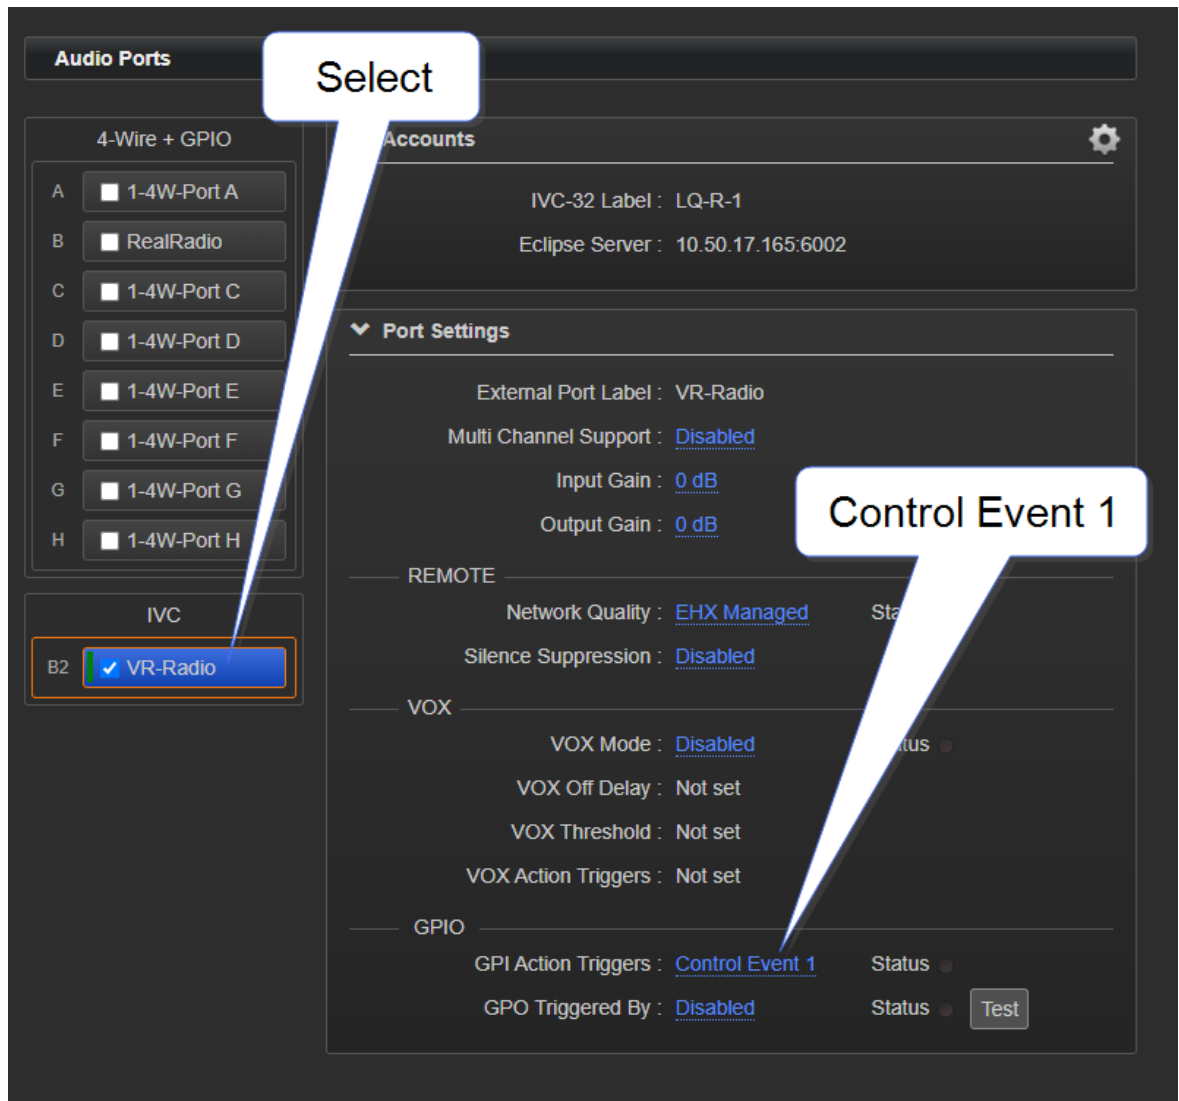 Audio Ports
Select
4-Wire + GPIO
A 1-4W-Port A
B RealRadio
C 1-4W-Port C
D 1-4W-Port D
E 1-4W-Port E
F 1-4W-Port F
G 1-4W-Port G
H 1-4W-Port H
IVC
B2 VR-Radio
Accounts
IVC-32 Label : LQ-R-1
Eclipse Server : 10.50.17.165:6002
Port Settings
External Port Label : VR-Radio
Multi Channel Support : Disabled
Input Gain : 0 dB
Output Gain : 0 dB
Control Event 1
REMOTE
Network Quality : EHX Managed
Silence Suppression : Disabled
VOX
VOX Mode : Disabled
VOX Off Delay : Not set
VOX Threshold : Not set
VOX Action Triggers : Not set
GPIO
GPI Action Triggers : Control Event 1 Status
GPO Triggered By : Disabled Status Test